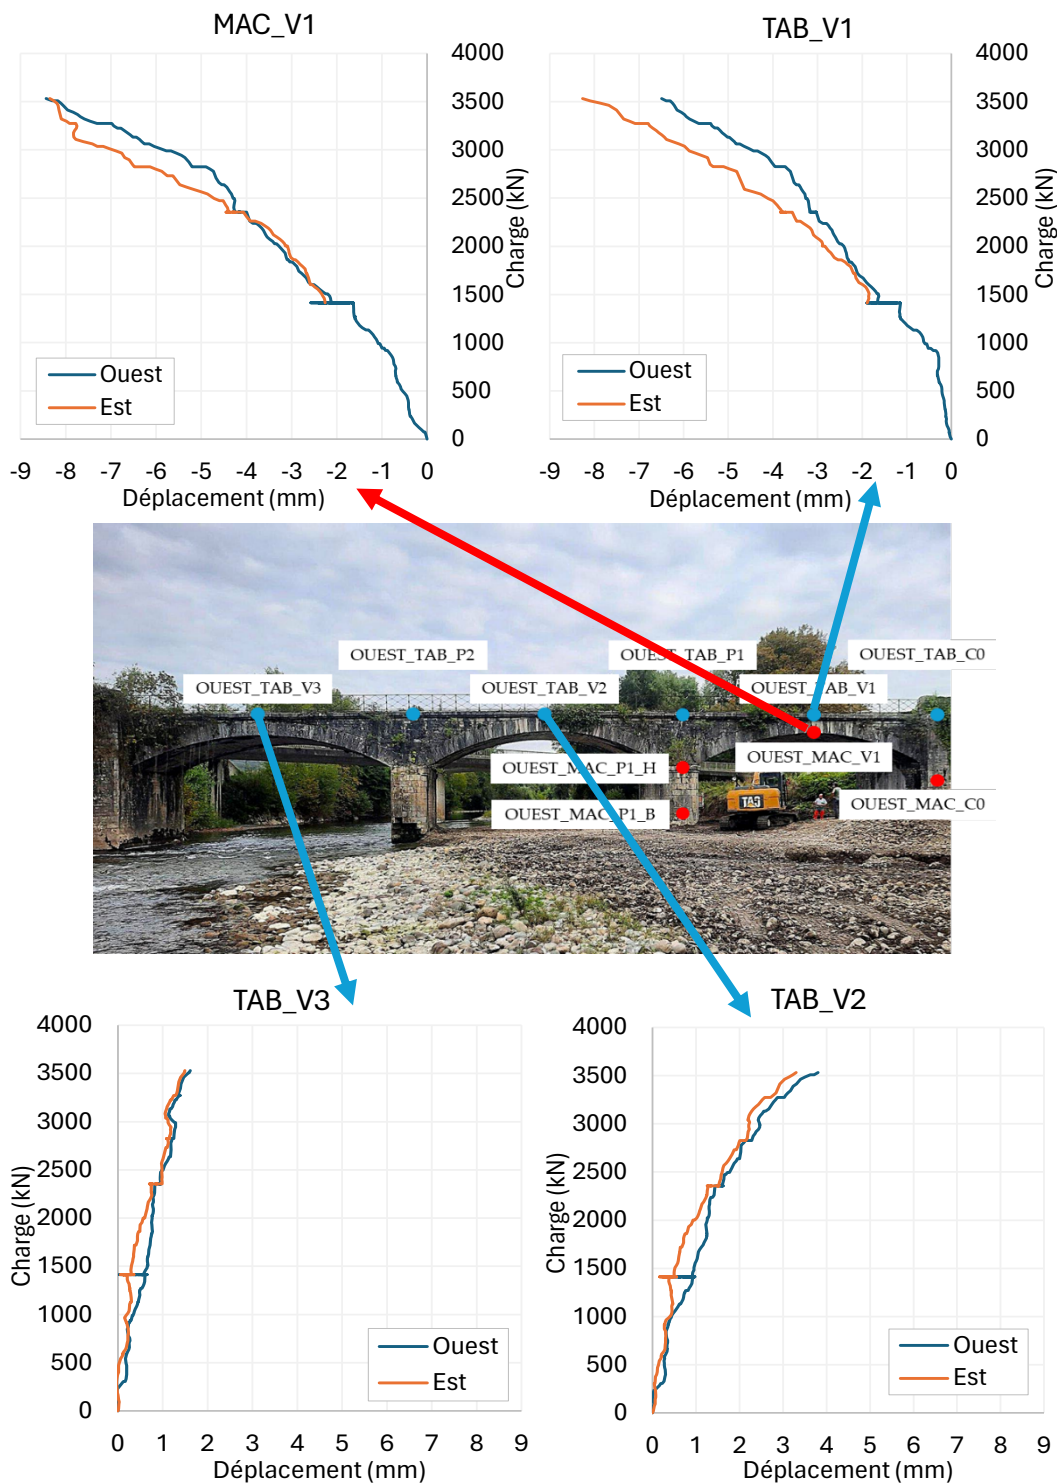 MAC_V1
4000
3500
3000
2500
2000
1500
1000
500
0
Charge (kN)
-9 -8 -7 -6 -5 -4 -3 -2 -1 0
Déplacement (mm)
Ouest
Est
TAB_V1
4000
3500
3000
2500
2000
1500
1000
500
0
Charge (kN)
-9 -8 -7 -6 -5 -4 -3 -2 -1 0
Déplacement (mm)
Ouest
Est
OUEST_TAB_P2
OUEST_TAB_P1
OUEST_TAB_C0
OUEST_TAB_V3
OUEST_TAB_V2
OUEST_TAB_V1
OUEST_MAC_V1
OUEST_MAC_P1_H
OUEST_MAC_C0
OUEST_MAC_P1_B
TAB_V3
4000
3500
3000
2500
2000
1500
1000
500
0
Charge (kN)
0 1 2 3 4 5 6 7 8 9
Déplacement (mm)
Ouest
Est
TAB_V2
4000
3500
3000
2500
2000
1500
1000
500
0
Charge (kN)
0 1 2 3 4 5 6 7 8 9
Déplacement (mm)
Ouest
Est